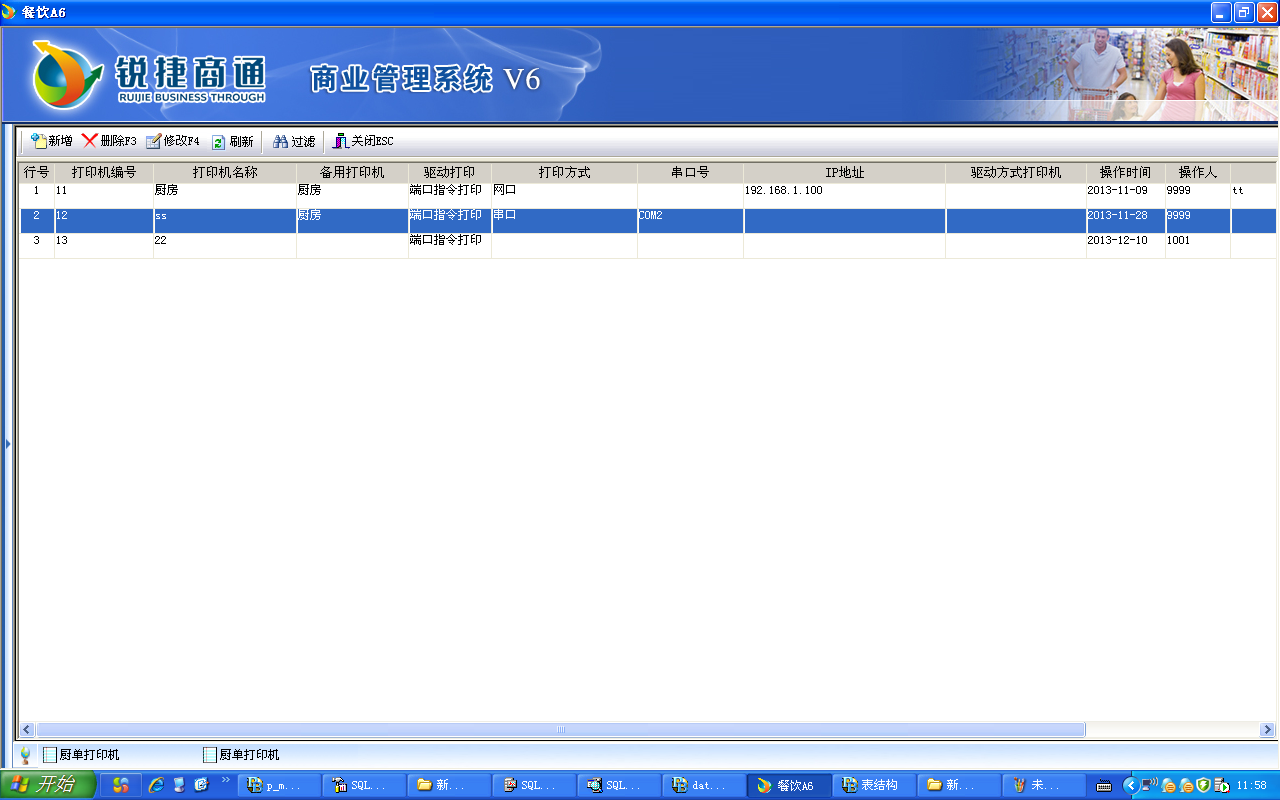 餐饮A6
锐捷商通
RUIJIE BUSINESS THROUGH
商业管理系统 V6
新增 删除F3 修改F4 刷新 过滤 关闭ESC
行号 打印机编号 打印机名称 备用打印机 驱动打印 打印方式 串口号 IP地址 驱动方式打印机 操作时间 操作人
1 11 厨房 厨房 端口指令打印 网口 192.168.1.100 2013-11-09 9999 tt
2 12 ss 厨房 端口指令打印 串口 COM2 2013-11-28 9999
3 13 22 端口指令打印 2013-12-10 1001
厨单打印机 厨单打印机
开始 p_m... SQL... 新... SQL... SQL... dat... 餐饮A6 表结构 新... 未... 11:58